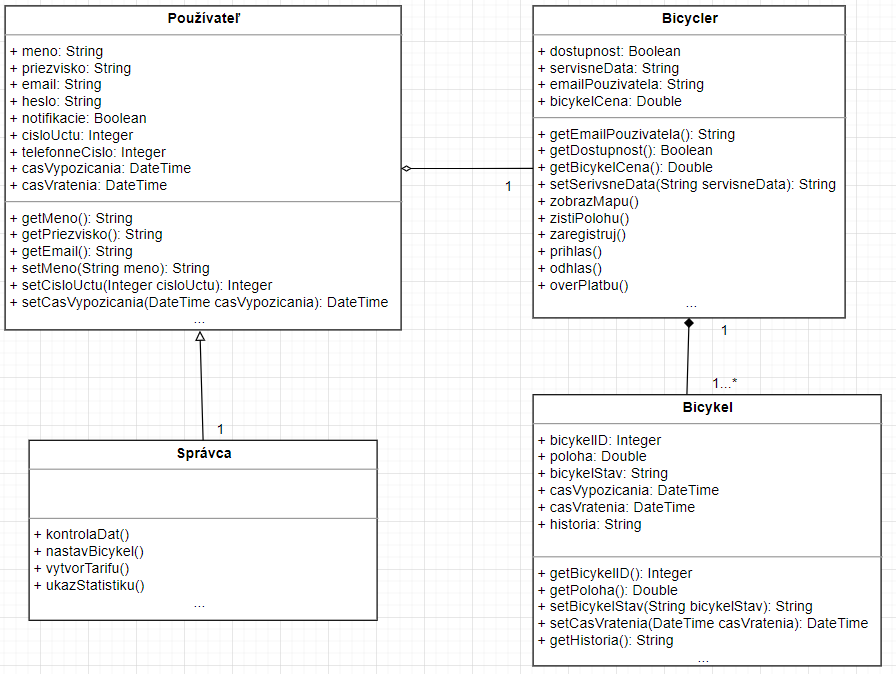 Používateľ
+ meno: String
+ priezvisko: String
+ email: String
+ heslo: String
+ notifikacie: Boolean
+ cisloUctu: Integer
+ telefonneCislo: Integer
+ casVypozicania: DateTime
+ casVratenia: DateTime
+ getMeno(): String
+ getPriezvisko(): String
+ getEmail(): String
+ setMeno(String meno): String
+ setCisloUctu(Integer cisloUctu): Integer
+ setCasVypozicania(DateTime casVypozicania): DateTime
...
1
Bicycler
+ dostupnost: Boolean
+ servisneData: String
+ emailPouzivatela: String
+ bicykelCena: Double
+ getEmailPouzivatela(): String
+ getDostupnost(): Boolean
+ getBicykelCena(): Double
+ setSerivsneData(String servisneData): String
+ zobrazMapu()
+ zistiPolohu()
+ zaregistruj()
+ prihlas()
+ odhlas()
+ overPlatbu()
...
1
1...*
1
Správca
+ kontrolaDat()
+ nastavBicykel()
+ vytvorTarifu()
+ ukazStatistiku()
...
Bicykel
+ bicykelID: Integer
+ poloha: Double
+ bicykelStav: String
+ casVypozicania: DateTime
+ casVratenia: DateTime
+ historia: String
+ getBicykelID(): Integer
+ getPoloha(): Double
+ setBicykelStav(String bicykelStav): String
+ setCasVratenia(DateTime casVratenia): DateTime
+ getHistoria(): String
...